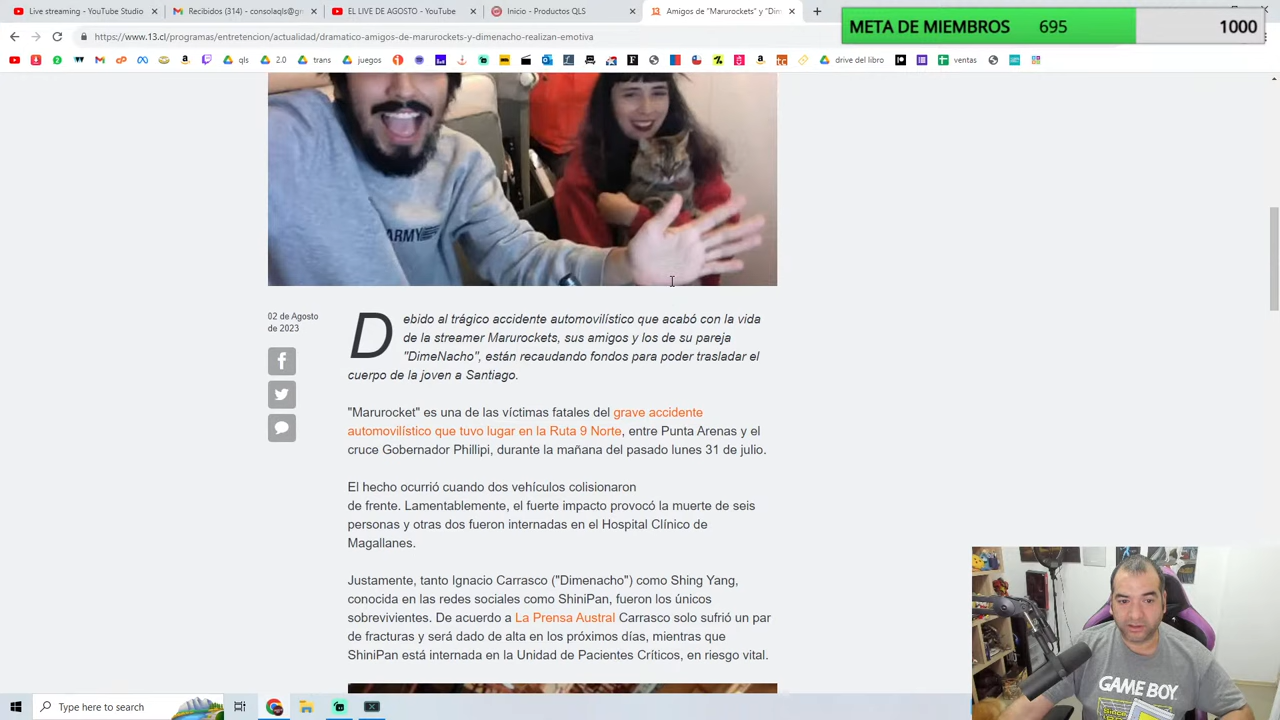 Live streaming - YouTube Studio
Recibidos (314) - consolaqls@g
EL LIVE DE AGOSTO - YouTube
Inicio - Productos QLS
Amigos de "Marurockets" y "Di
META DE MIEMBROS 695 1000
https://www.13.cl/programas/entretencion/actualidad/dramatico-amigos-de-marurockets-y-dimenacho-realizan-emotiva
qls
2.0
trans
juegos
drive del libro
ventas
ARMY
02 de Agosto
de 2023
Debido al trágico accidente automovilístico que acabó con la vida
de la streamer Marurockets, sus amigos y los de su pareja
"DimeNacho", están recaudando fondos para poder trasladar el
cuerpo de la joven a Santiago.
"Marurocket" es una de las víctimas fatales del grave accidente
automovilístico que tuvo lugar en la Ruta 9 Norte, entre Punta Arenas y el
cruce Gobernador Phillipi, durante la mañana del pasado lunes 31 de julio.
El hecho ocurrió cuando dos vehículos colisionaron
de frente. Lamentablemente, el fuerte impacto provocó la muerte de seis
personas y otras dos fueron internadas en el Hospital Clínico de
Magallanes.
Justamente, tanto Ignacio Carrasco ("Dimenacho") como Shing Yang,
conocida en las redes sociales como ShiniPan, fueron los únicos
sobrevivientes. De acuerdo a La Prensa Austral Carrasco solo sufrió un par
de fracturas y será dado de alta en los próximos días, mientras que
ShiniPan está internada en la Unidad de Pacientes Críticos, en riesgo vital.
GAME BOY
Type here to search